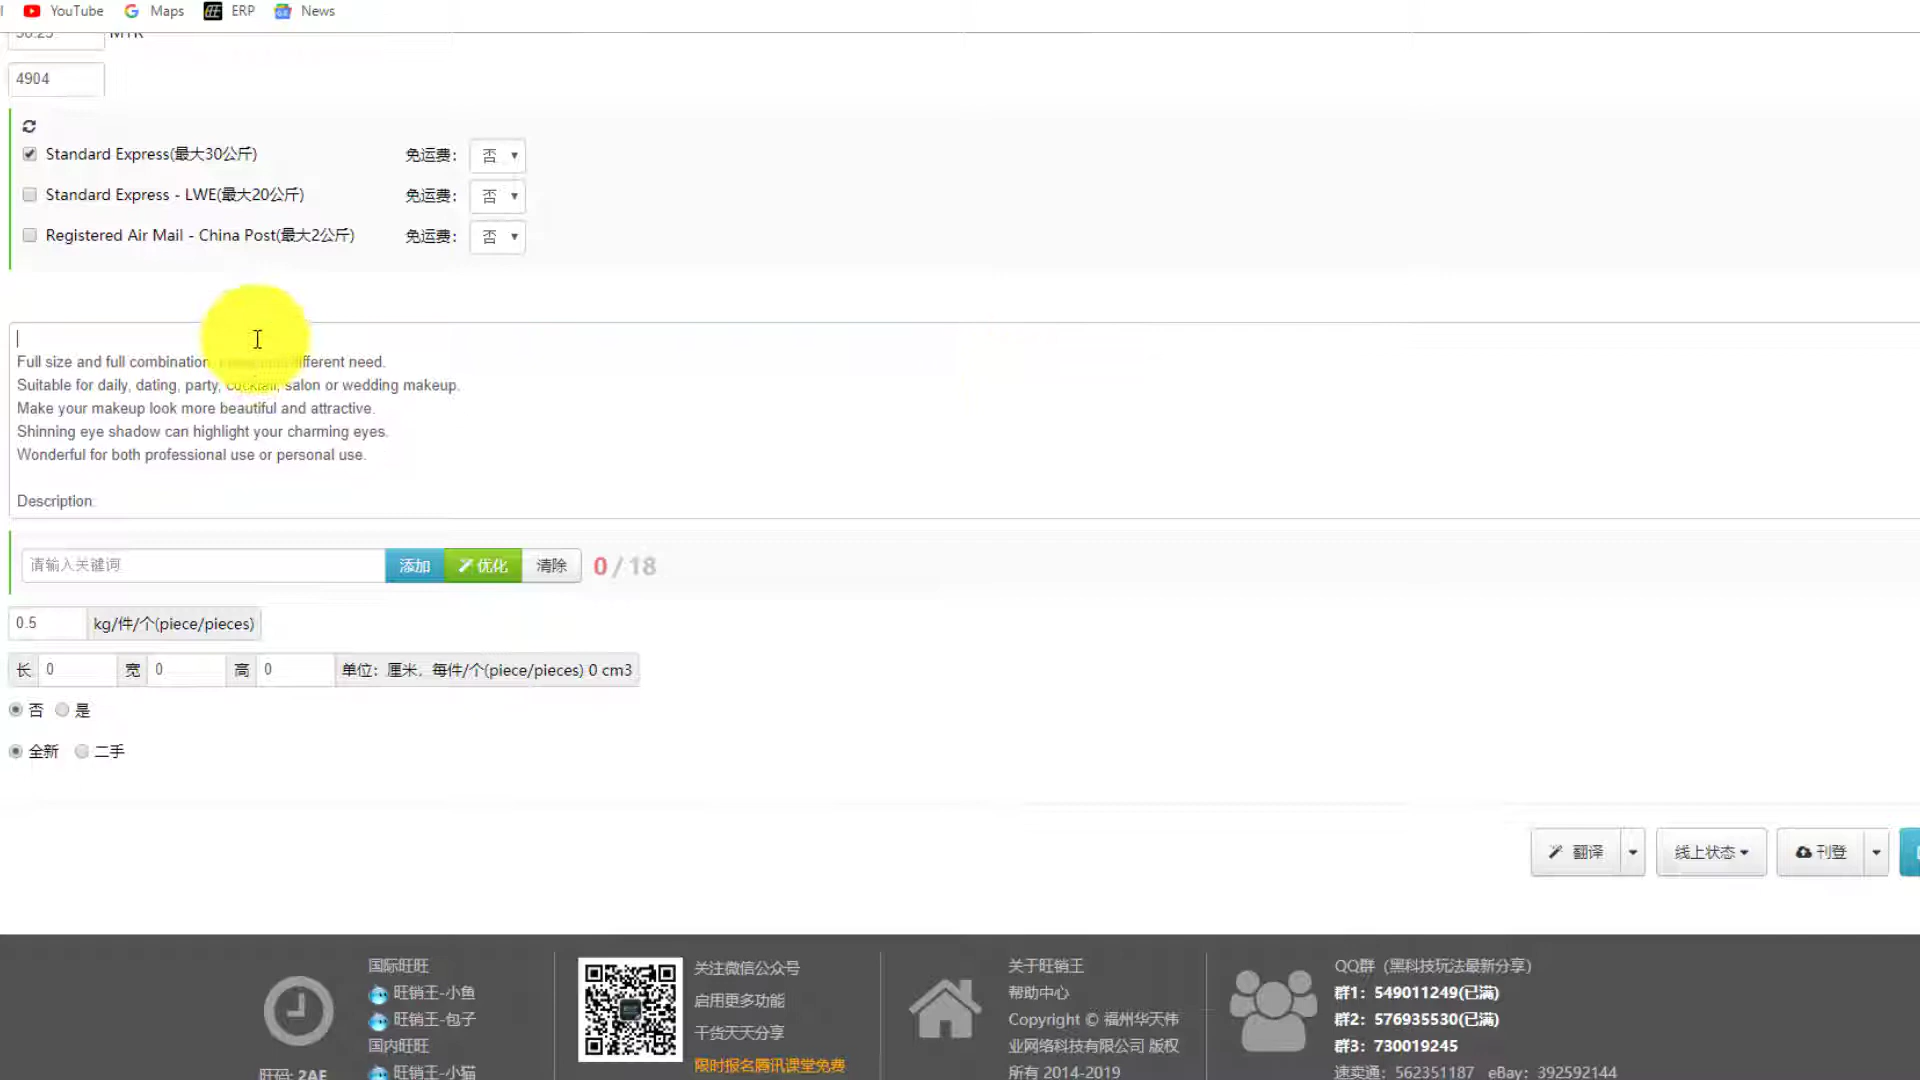 YouTube Maps ERP News
4904
Standard Express(最大30公斤) 免运费： 否
Standard Express - LWE(最大20公斤) 免运费： 否
Registered Air Mail - China Post(最大2公斤) 免运费： 否
Full size and full combination, different need.
Suitable for daily, dating, party, cocktail, salon or wedding makeup.
Make your makeup look more beautiful and attractive.
Shinning eye shadow can highlight your charming eyes.
Wonderful for both professional use or personal use.
Description:
请输入关键词 添加 优化 清除 0 / 18
0.5 kg/件/个(piece/pieces)
长 0 宽 0 高 0 单位：厘米，每件/个(piece/pieces) 0 cm3
否 是
全新 二手
翻译 线上状态 刊登
国际旺旺
旺销王-小鱼
旺销王-包子
国内旺旺
旺销王-小猫
旺码: 2AF
关注微信公众号
启用更多功能
干货天天分享
限时报名腾讯课堂免费
关于旺销王
帮助中心
Copyright © 福州华天伟
业网络科技有限公司 版权
所有 2014-2019
QQ群（黑科技玩法最新分享）
群1：549011249(已满)
群2：576935530(已满)
群3：730019245
速卖通：562351187 eBay：392592144